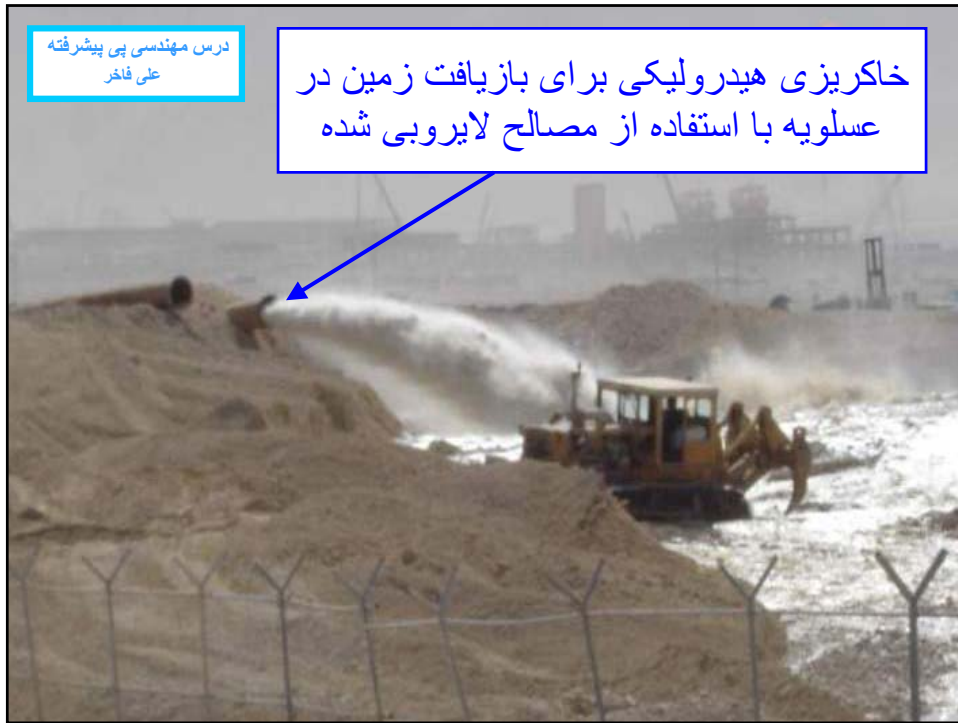 درس مهندسی پی پیشرفته
علی فاخر
خاکریزی هیدرولیکی برای بازیافت زمین در
عسلویه با استفاده از مصالح لایروبی شده